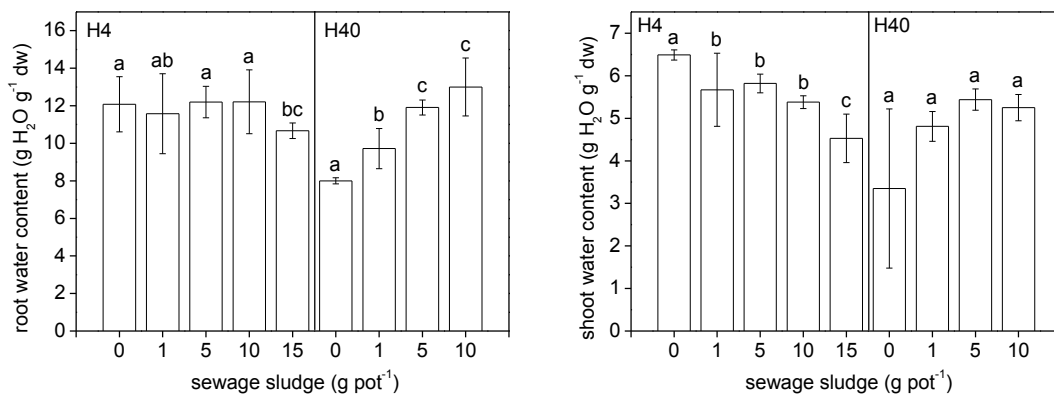 H4
H40
a
ab
a
a
bc
a
b
c
c
16
14
12
10
8
6
4
2
0
root water content (g H₂O g⁻¹ dw)
0 1 5 10 15 0 1 5 10
sewage sludge (g pot⁻¹)
H4
H40
a
b
b
b
c
a
a
a
a
7
6
5
4
3
2
1
0
shoot water content (g H₂O g⁻¹ dw)
0 1 5 10 15 0 1 5 10
sewage sludge (g pot⁻¹)